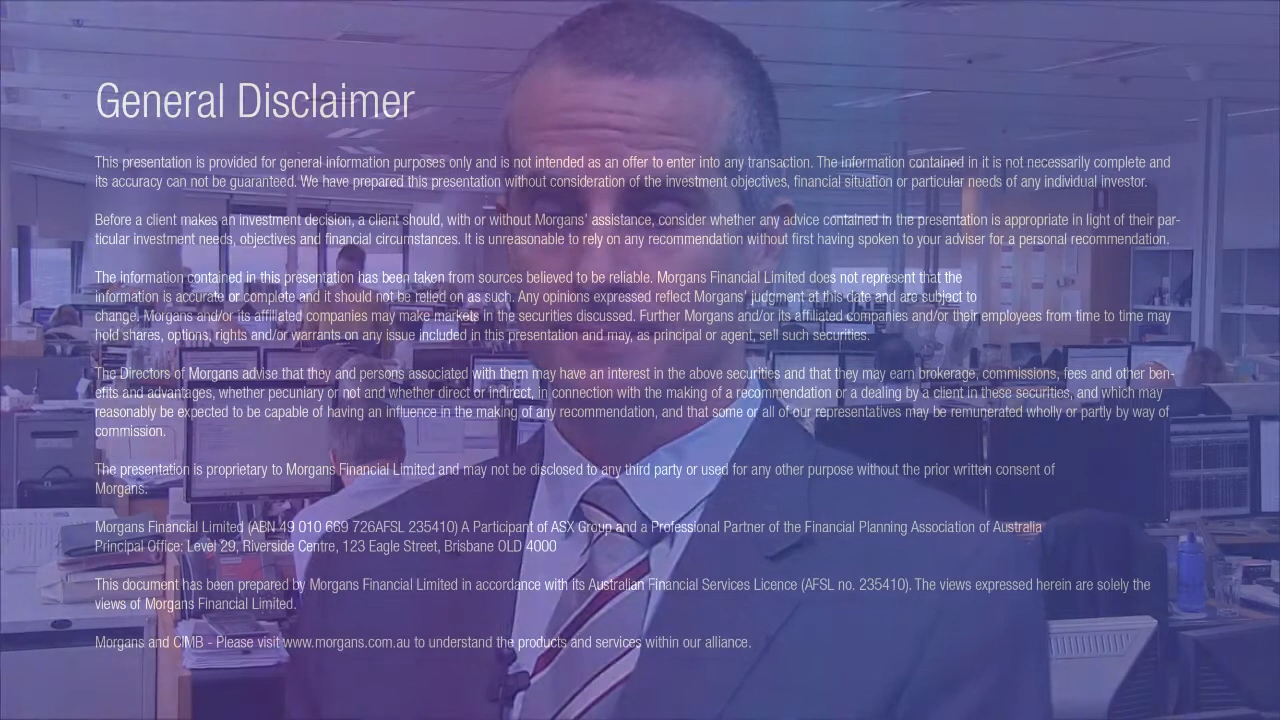 General Disclaimer
This presentation is provided for general information purposes only and is not intended as an offer to enter into any transaction. The information contained in it is not necessarily complete and
its accuracy can not be guaranteed. We have prepared this presentation without consideration of the investment objectives, financial situation or particular needs of any individual investor.
Before a client makes an investment decision, a client should, with or without Morgans' assistance, consider whether any advice contained in the presentation is appropriate in light of their par-
ticular investment needs, objectives and financial circumstances. It is unreasonable to rely on any recommendation without first having spoken to your adviser for a personal recommendation.
The information contained in this presentation has been taken from sources believed to be reliable. Morgans Financial Limited does not represent that the
information is accurate or complete and it should not be relied on as such. Any opinions expressed reflect Morgans' judgment at this date and are subject to
change. Morgans and/or its affiliated companies may make markets in the securities discussed. Further Morgans and/or its affiliated companies and/or their employees from time to time may
hold shares, options, rights and/or warrants on any issue included in this presentation and may, as principal or agent, sell such securities.
The Directors of Morgans advise that they and persons associated with them may have an interest in the above securities and that they may earn brokerage, commissions, fees and other ben-
efits and advantages, whether pecuniary or not and whether direct or indirect, in connection with the making of a recommendation or a dealing by a client in these securities, and which may
reasonably be expected to be capable of having an influence in the making of any recommendation, and that some or all of our representatives may be remunerated wholly or partly by way of
commission.
The presentation is proprietary to Morgans Financial Limited and may not be disclosed to any third party or used for any other purpose without the prior written consent of
Morgans.
Morgans Financial Limited (ABN 49 010 669 726AFSL 235410) A Participant of ASX Group and a Professional Partner of the Financial Planning Association of Australia
Principal Office: Level 29, Riverside Centre, 123 Eagle Street, Brisbane OLD 4000
This document has been prepared by Morgans Financial Limited in accordance with its Australian Financial Services Licence (AFSL no. 235410). The views expressed herein are solely the
views of Morgans Financial Limited.
Morgans and CIMB - Please visit www.morgans.com.au to understand the products and services within our alliance.